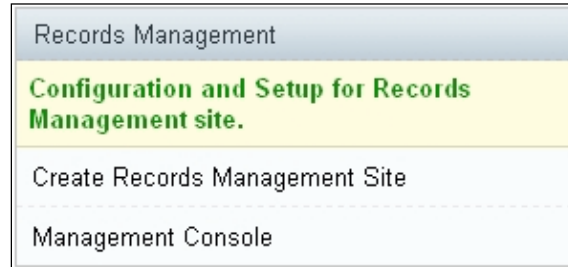 Records Management
Configuration and Setup for Records
Management site.
Create Records Management Site
Management Console